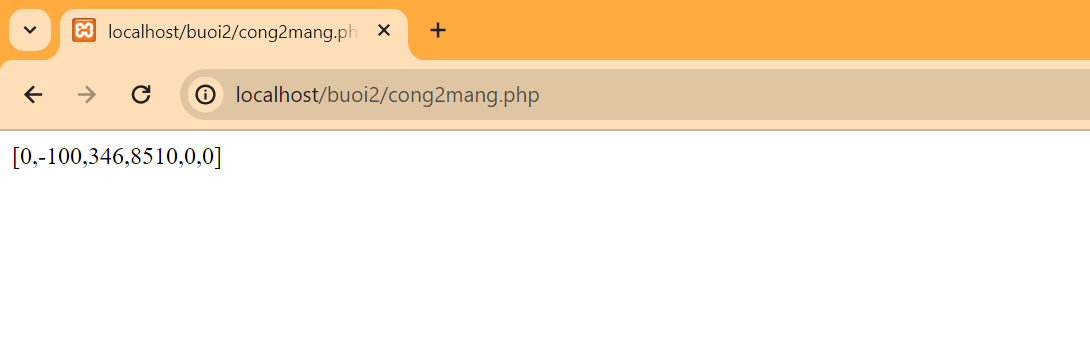 localhost/buoi2/cong2mang.ph
localhost/buoi2/cong2mang.php
[0,-100,346,8510,0,0]